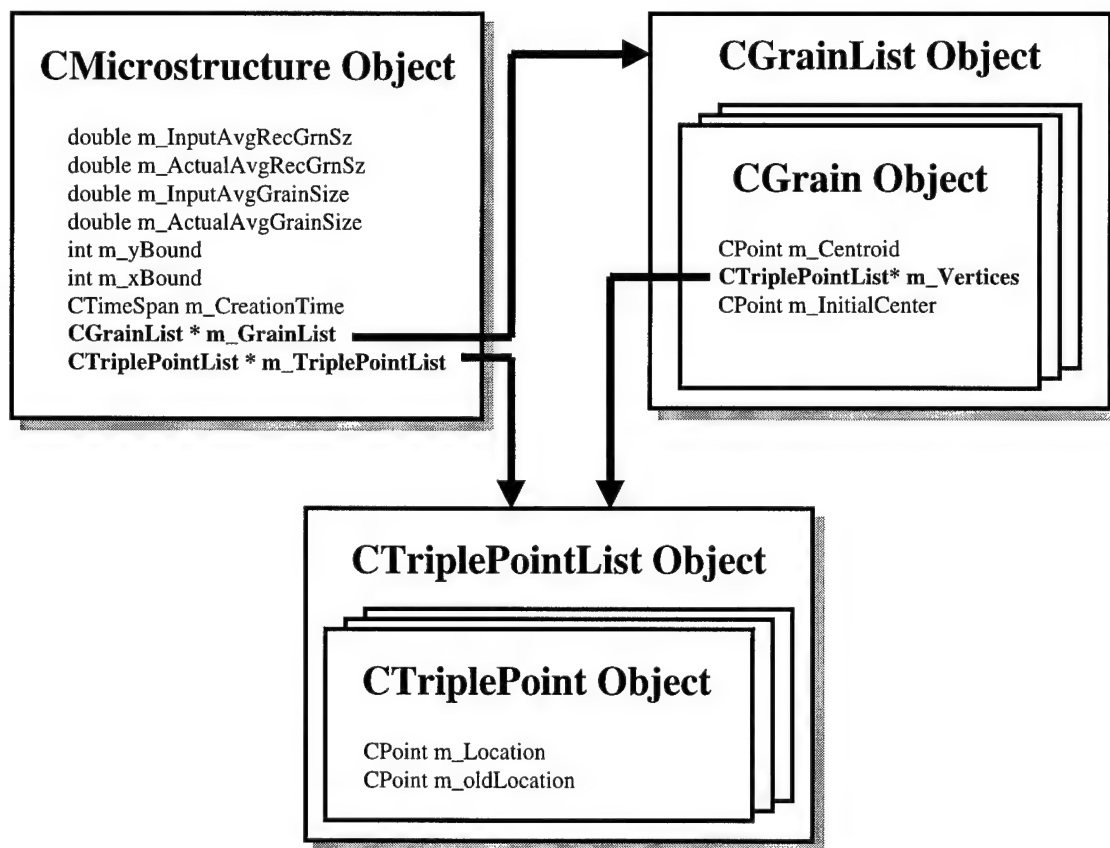 CMicrostructure Object
double m_InputAvgRecGrnSz
double m_ActualAvgRecGrnSz
double m_InputAvgGrainSize
double m_ActualAvgGrainSize
int m_yBound
int m_xBound
CTimeSpan m_CreationTime
CGrainList * m_GrainList
CTriplePointList * m_TriplePointList
CGrainList Object
CGrain Object
CPoint m_Centroid
CTriplePointList* m_Vertices
CPoint m_InitialCenter
CTriplePointList Object
CTriplePoint Object
CPoint m_Location
CPoint m_oldLocation